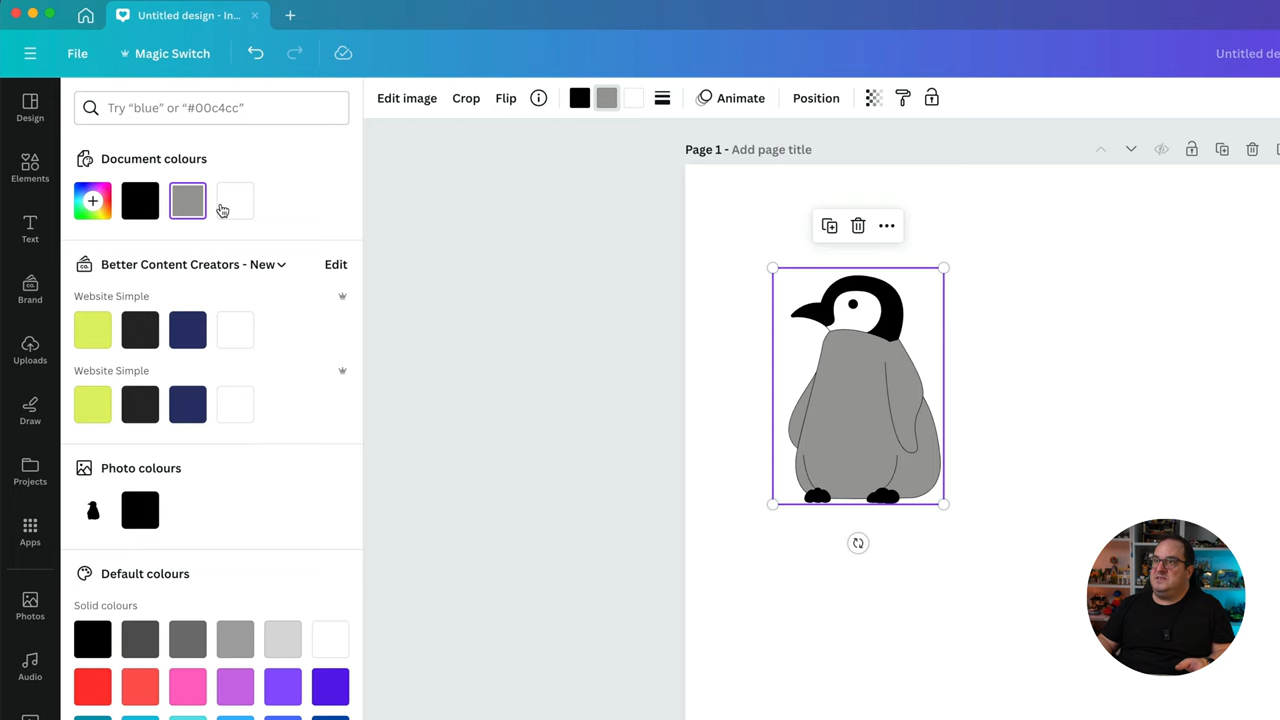 Untitled design - In...
File
Magic Switch
Untitled de
Design
Elements
Text
Brand
Uploads
Draw
Projects
Apps
Photos
Audio
Try “blue” or “#00c4cc”
Document colours
Better Content Creators - New
Edit
Website Simple
Website Simple
Photo colours
Default colours
Solid colours
Edit image
Crop
Flip
Animate
Position
Page 1 - Add page title